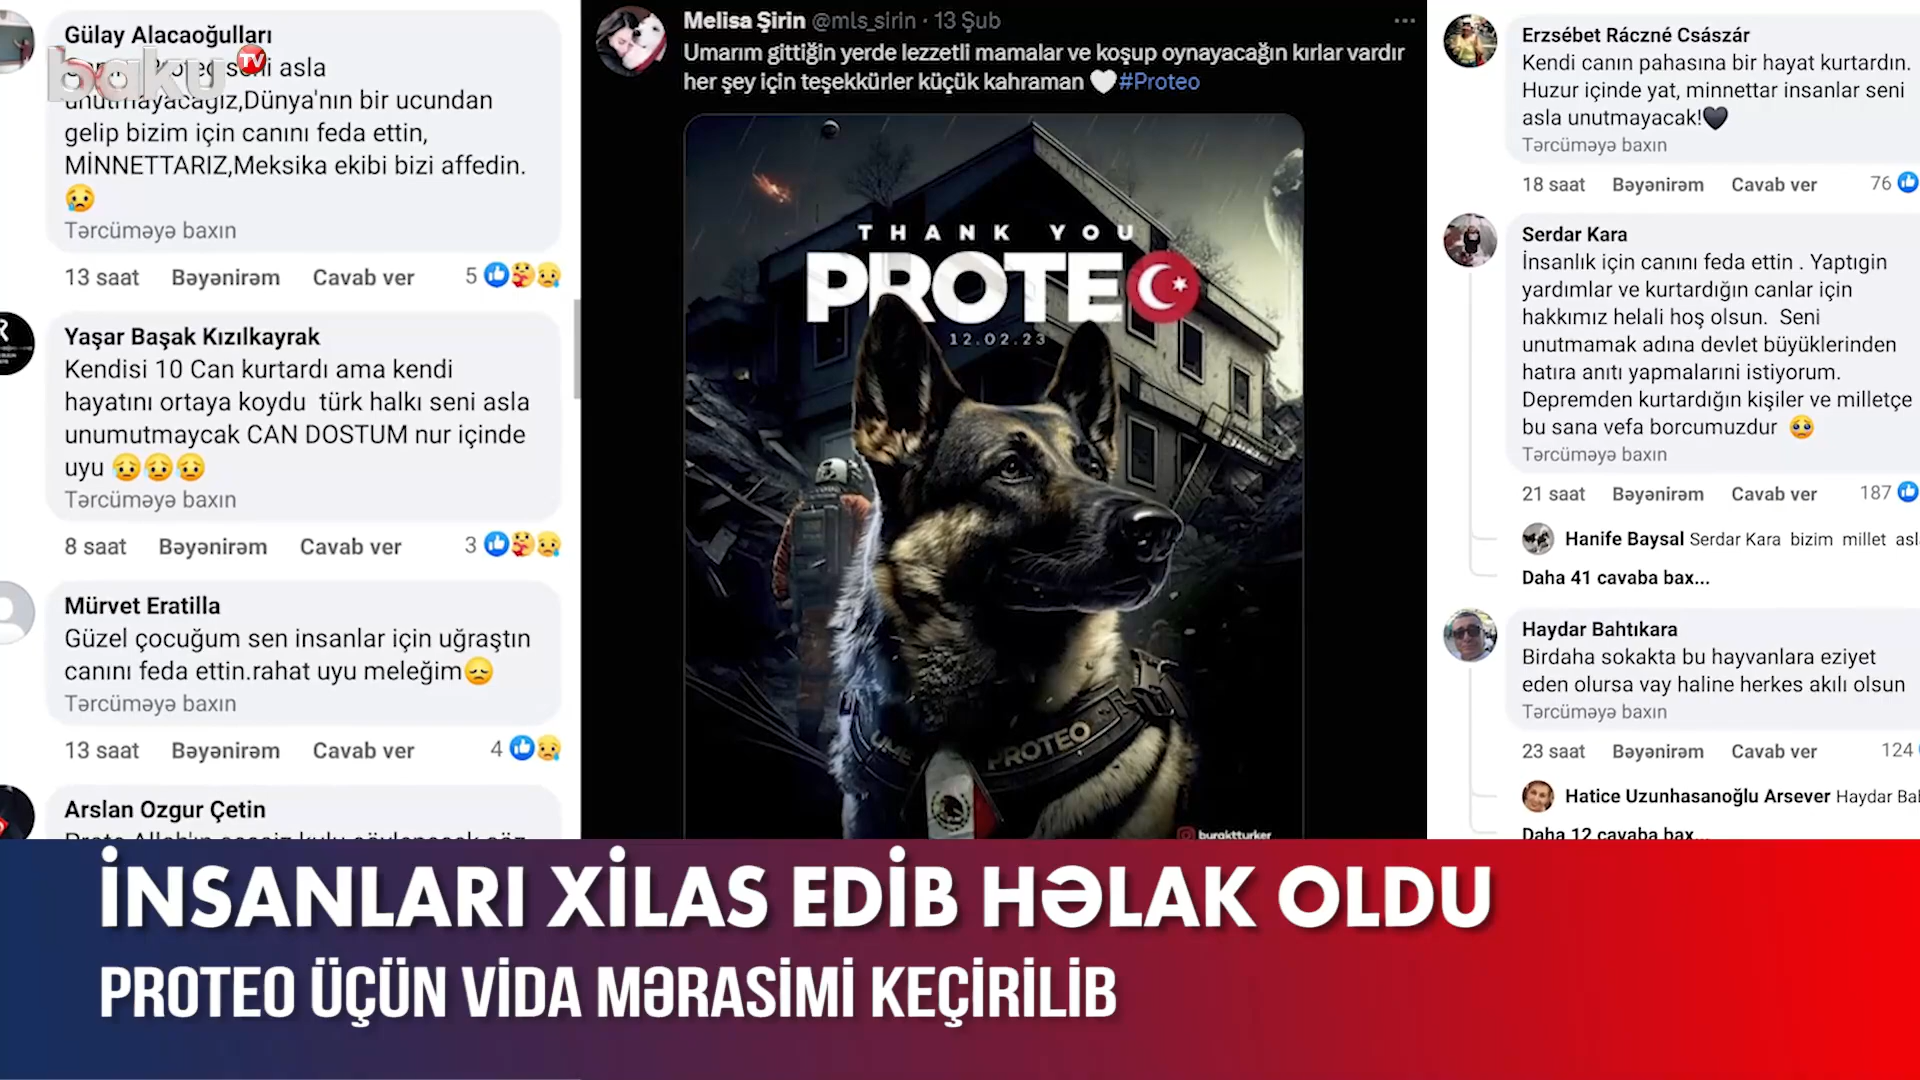 baku TV
Gülay Alacaoğulları
seni asla
unutmayacağız,Dünya'nın bir ucundan
gelip bizim için canını feda ettin,
MİNNETTARIZ,Meksika ekibi bizi affedin.
😥
Tərcüməyə baxın
13 saat Bəyənirəm Cavab ver 5
Yaşar Başak Kızılkayrak
Kendisi 10 Can kurtardı ama kendi
hayatını ortaya koydu türk halkı seni asla
unumutmaycak CAN DOSTUM nur içinde
uyu 😥😥😥
Tərcüməyə baxın
8 saat Bəyənirəm Cavab ver 3
Mürvet Eratilla
Güzel çocuğum sen insanlar için uğraştın
canını feda ettin.rahat uyu meleğim😞
Tərcüməyə baxın
13 saat Bəyənirəm Cavab ver 4
Arslan Ozgur Çetin
Melisa Şirin @mls_sirin · 13 Şub
Umarım gittiğin yerde lezzetli mamalar ve koşup oynayacağın kırlar vardır
her şey için teşekkürler küçük kahraman 🤍#Proteo
THANK YOU
PROTEO
12.02.23
PROTEO
buraktturker
Erzsébet Ráczné Császár
Kendi canın pahasına bir hayat kurtardın.
Huzur içinde yat, minnettar insanlar seni
asla unutmayacak!🖤
Tərcüməyə baxın
18 saat Bəyənirəm Cavab ver 76
Serdar Kara
İnsanlık için canını feda ettin . Yaptıgin
yardımlar ve kurtardığın canlar için
hakkımız helali hoş olsun. Seni
unutmamak adına devlet büyüklerinden
hatıra anıtı yapmalarıni istiyorum.
Depremden kurtardığın kişiler ve milletçe
bu sana vefa borcumuzdur 🥺
Tərcüməyə baxın
21 saat Bəyənirəm Cavab ver 187
Hanife Baysal Serdar Kara bizim millet
Daha 41 cavaba bax...
Haydar Bahtıkara
Birdaha sokakta bu hayvanlara eziyet
eden olursa vay haline herkes akılı olsun
Tərcüməyə baxın
23 saat Bəyənirəm Cavab ver 124
Hatice Uzunhasanoğlu Arsever Haydar
Daha 12 cavaba bax...
İNSANLARI XİLAS EDİB HƏLAK OLDU
PROTEO ÜÇÜN VİDA MƏRASİMİ KEÇİRİLİB